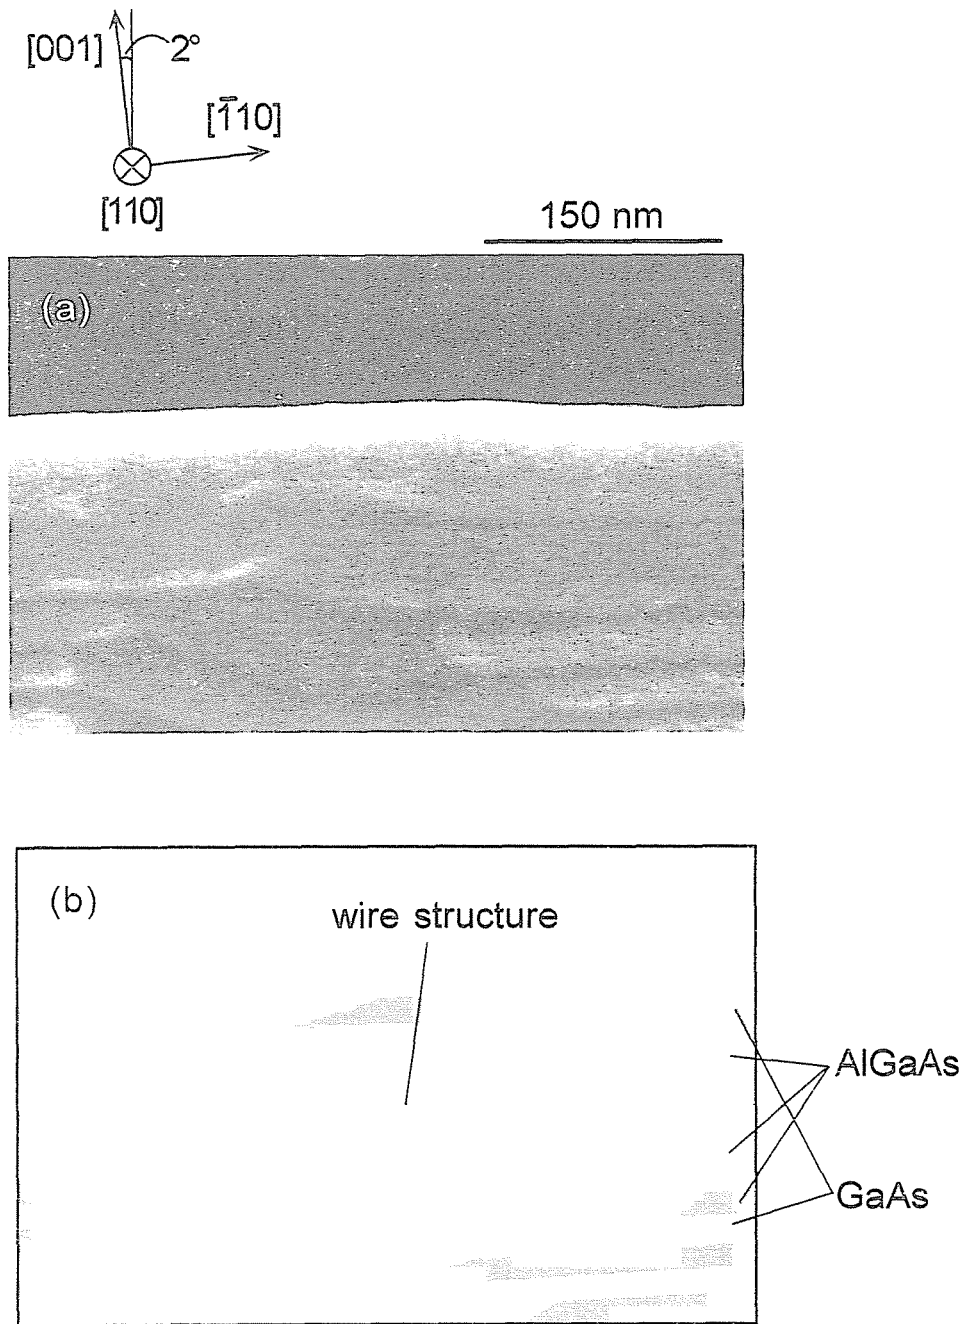 [001] 2°
[1̄10]
[110]
150 nm
(a)
(b)
wire structure
AlGaAs
GaAs